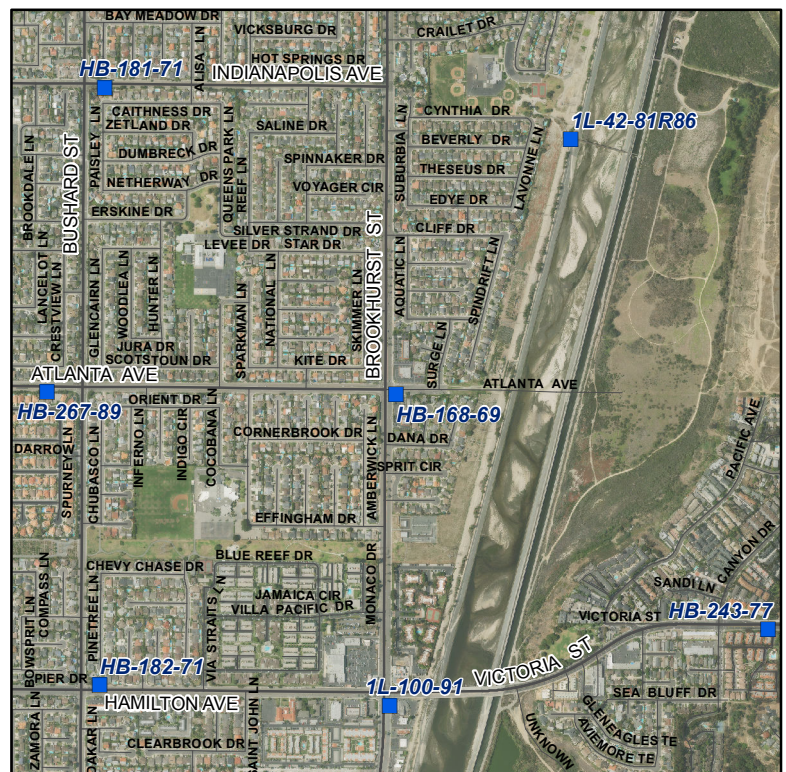 BAY MEADOW DR
VICKSBURG DR
CRAILET DR
ALISA LN
HOT SPRINGS DR
HB-181-71
INDIANAPOLIS AVE
CAITHNESS DR
ZETLAND DR
SALINE DR
CYNTHIA DR
1L-42-81R86
PAISLEY LN
QUEENS PARK LN
REEF LN
SUBURBIA LN
LAVONNE LN
BROOKDALE LN
BUSHARD ST
DUMBRECK DR
SPINNAKER DR
BEVERLY DR
THESEUS DR
NETHERWAY DR
VOYAGER CIR
EDYE DR
ERSKINE DR
SILVER STRAND DR
CLIFF DR
LEVEE DR
STAR DR
BROOKHURST ST
LANCELOT LN
CRESTVIEW LN
GLENCAIRN LN
WOODLEA LN
HUNTER LN
SPARKMAN LN
NATIONAL LN
SKIMMER LN
AQUATIC LN
SPINDRIFT LN
SURGE LN
JURA DR
SCOTSTOUN DR
KITE DR
ATLANTA AVE
ATLANTA AVE
HB-267-89
ORIENT DR
HB-168-69
DARRO
SPURNEY LN
CHUBASCO LN
INFERNO LN
INDIGO CIR
COCOBANA LN
CORNERBROOK DR
AMBERWICK LN
DANA DR
SPRIT CIR
PACIFIC AVE
EFFINGHAM DR
BLUE REEF DR
CHEVY CHASE DR
MONACO DR
CANYON DR
SANDI LN
BOWSPRIT LN
COMPASS LN
PINETREE LN
VIA STRAITS LN
JAMAICA CIR
VILLA PACIFIC DR
VICTORIA ST
HB-243-77
HB-182-71
PIER DR
1L-100-91
VICTORIA ST
HAMILTON AVE
SEA BLUFF DR
ZAMORA LN
DAKAR LN
CLEARBROOK DR
SAINT JOHN LN
UNKNOWN
GLENEAGLES TE
AVIEMORE TE